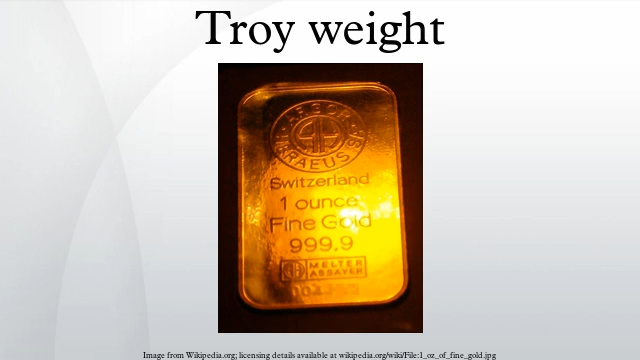 Troy weight
ARGOR
HERAEUS SA
Switzerland
1 ounce
Fine Gold
999,9
MELTER
ASSAYER
Image from Wikipedia.org; licensing details available at wikipedia.org/wiki/File:1_oz_of_fine_gold.jpg